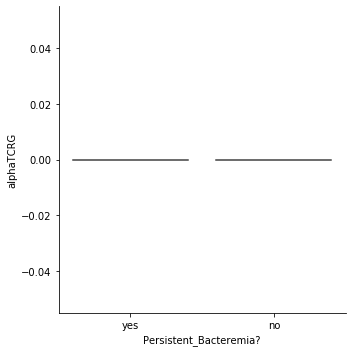 0.04
0.02
0.00
−0.02
−0.04
alphaTCRG
yes
no
Persistent_Bacteremia?